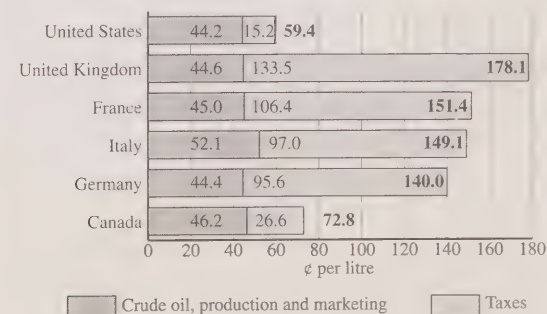 United States 44.2 15.2 59.4
United Kingdom 44.6 133.5 178.1
France 45.0 106.4 151.4
Italy 52.1 97.0 149.1
Germany 44.4 95.6 140.0
Canada 46.2 26.6 72.8
0 20 40 60 80 100 120 140 160 180
¢ per litre
Crude oil, production and marketing Taxes